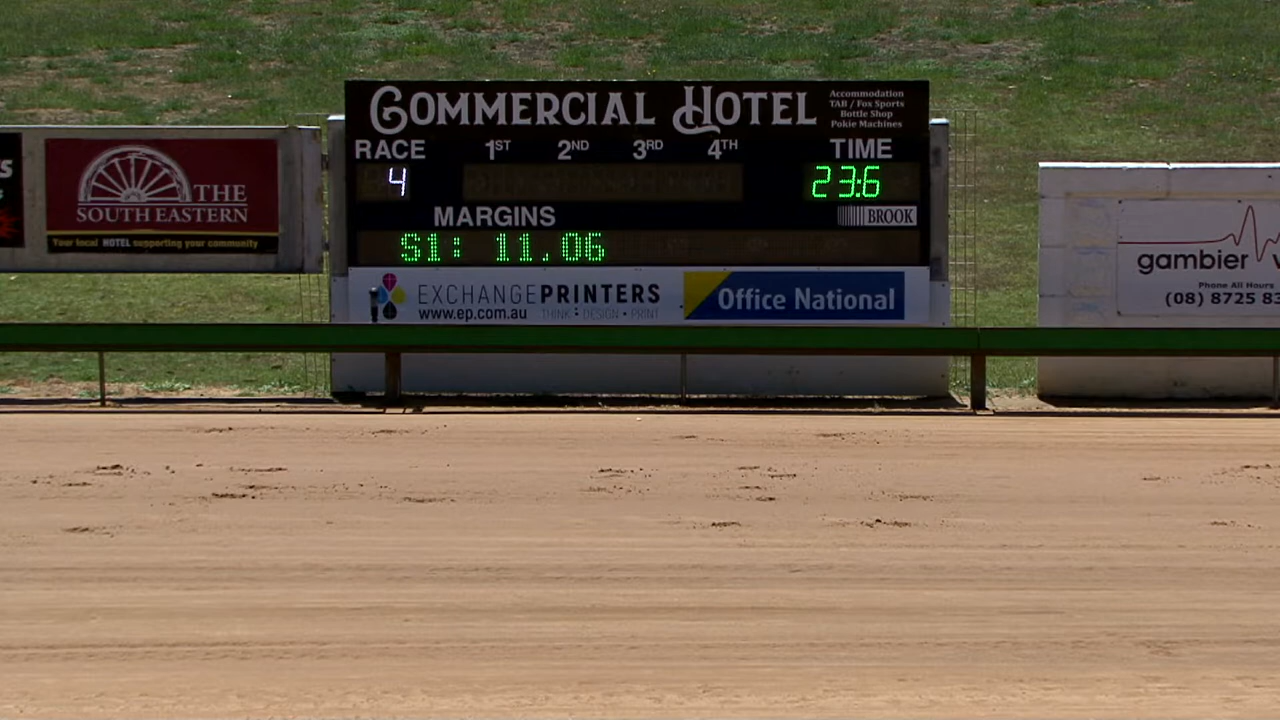 COMMERCIAL HOTEL
Accommodation
TAB / Fox Sports
Bottle Shop
Pokie Machines
RACE 1ST 2ND 3RD 4TH TIME
4 23:6
MARGINS
BROOK
S1: 11.06
EXCHANGEPRINTERS
www.ep.com.au THINK • DESIGN • PRINT
Office National
THE
SOUTH EASTERN
Your local HOTEL supporting your community
gambier
Phone All Hours
(08) 8725 83